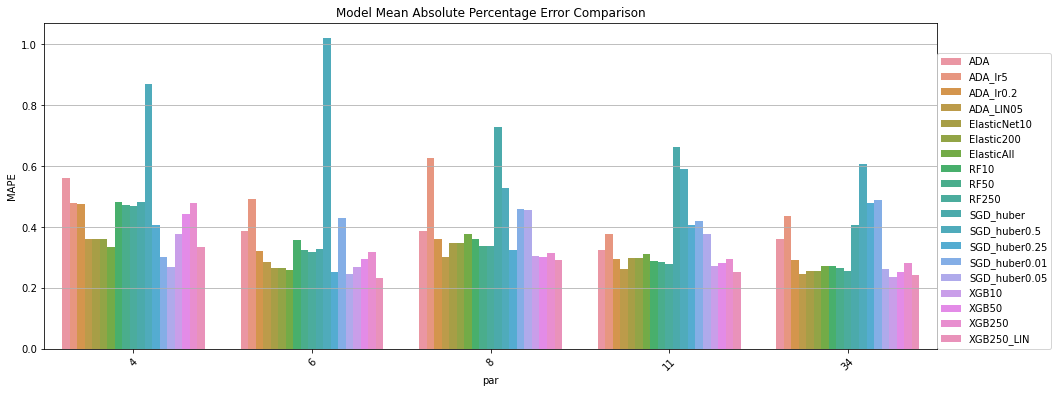 Model Mean Absolute Percentage Error Comparison
MAPE
1.0
0.8
0.6
0.4
0.2
0.0
4
6
8
11
34
par
ADA
ADA_lr5
ADA_lr0.2
ADA_LIN05
ElasticNet10
Elastic200
ElasticAll
RF10
RF50
RF250
SGD_huber
SGD_huber0.5
SGD_huber0.25
SGD_huber0.01
SGD_huber0.05
XGB10
XGB50
XGB250
XGB250_LIN